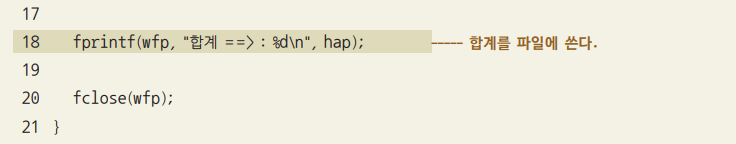 17
18 fprintf(wfp, "합계 ==> : %d\n", hap); ----- 합계를 파일에 쓴다.
19
20 fclose(wfp);
21 }